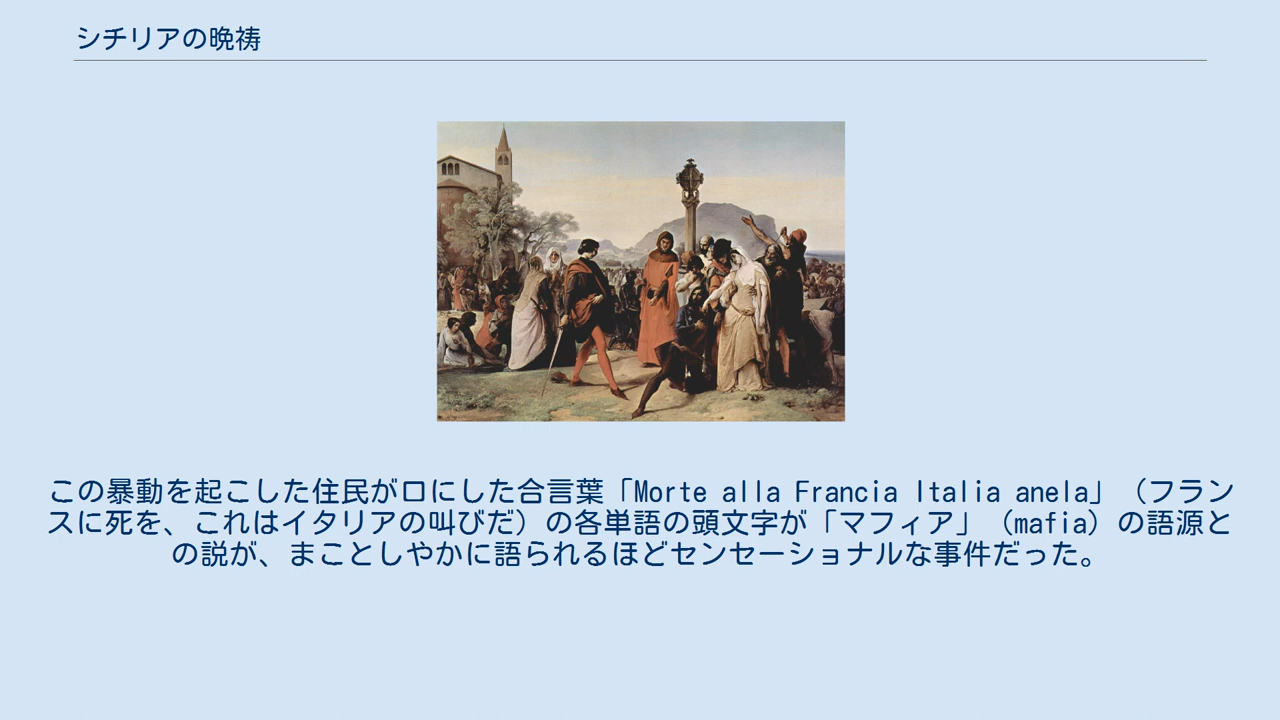 シチリアの晩祷
この暴動を起こした住民が口にした合言葉「Morte alla Francia Italia anela」（フラン
スに死を、これはイタリアの叫びだ）の各単語の頭文字が「マフィア」（mafia）の語源と
の説が、まことしやかに語られるほどセンセーショナルな事件だった。